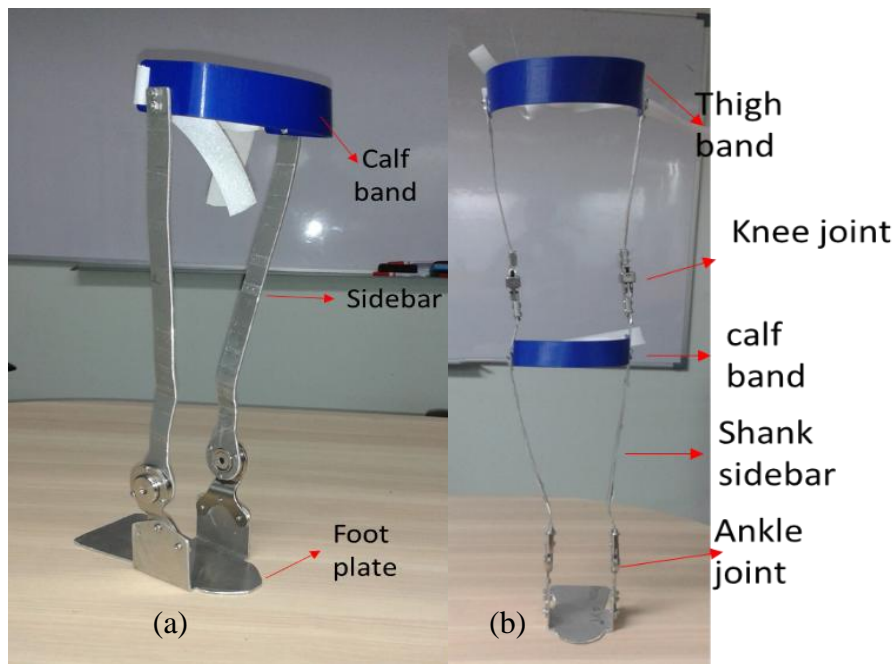 Calf
band
Sidebar
Foot
plate
(a)
Thigh
band
Knee joint
calf
band
Shank
sidebar
Ankle
joint
(b)